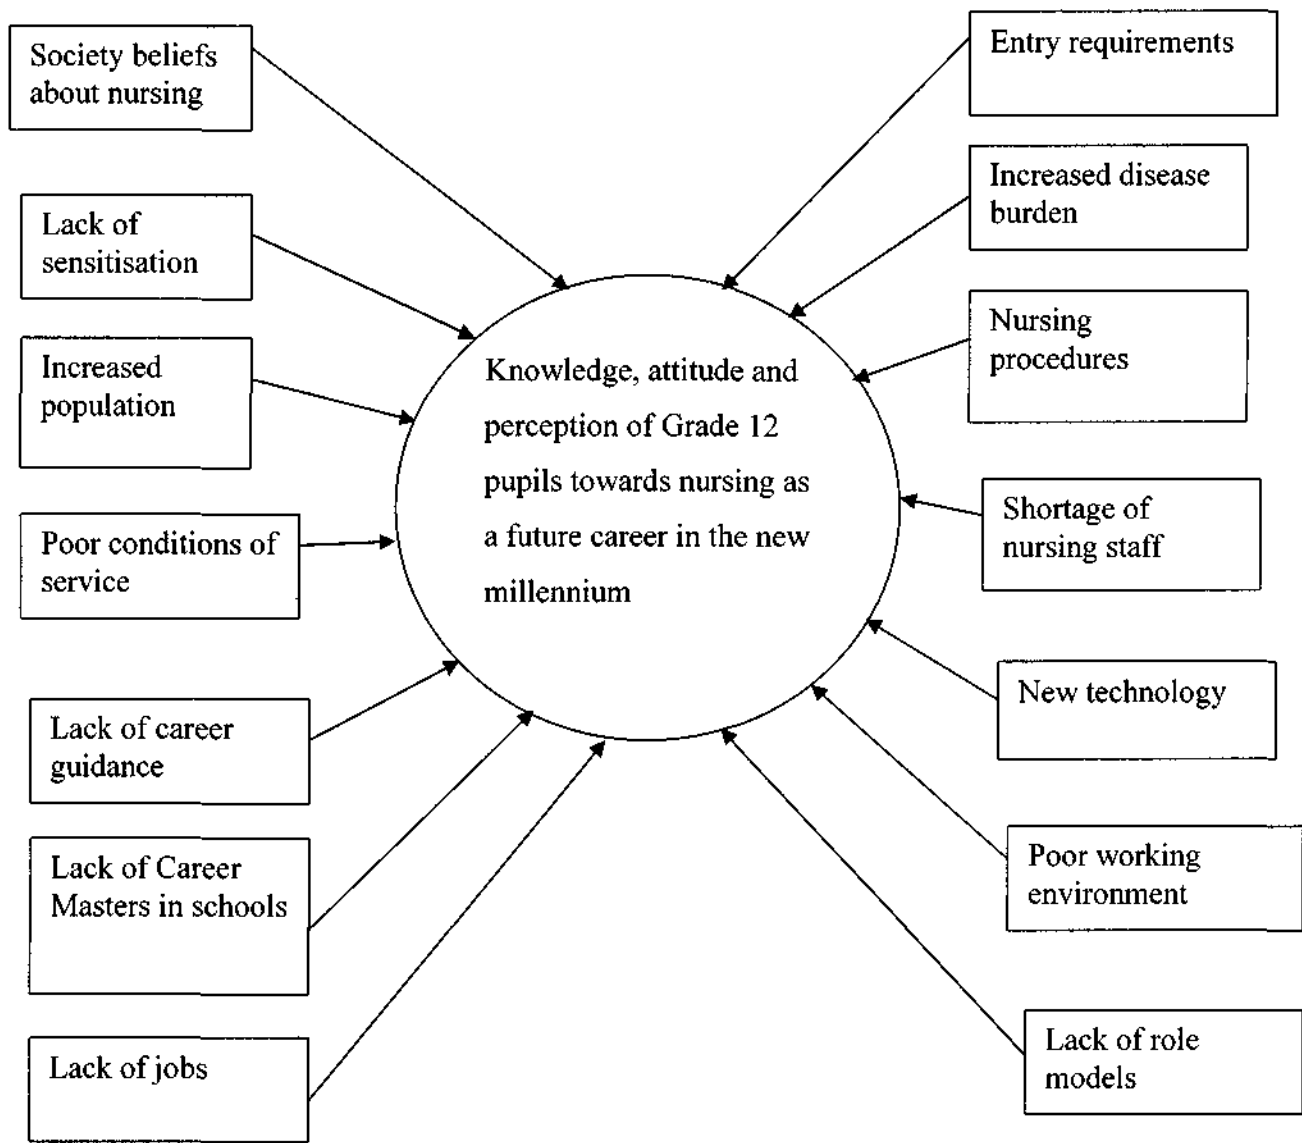 Society beliefs
about nursing
Lack of
sensitisation
Increased
population
Poor conditions of
service
Lack of career
guidance
Lack of Career
Masters in schools
Lack of jobs
Knowledge, attitude and
perception of Grade 12
pupils towards nursing as
a future career in the new
millennium
Entry requirements
Increased disease
burden
Nursing
procedures
Shortage of
nursing staff
New technology
Poor working
environment
Lack of role
models